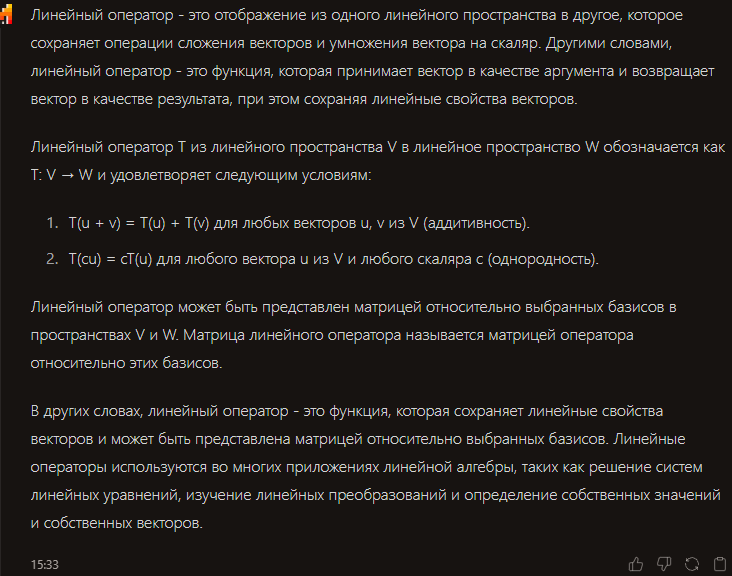 Линейный оператор - это отображение из одного линейного пространства в другое, которое
сохраняет операции сложения векторов и умножения вектора на скаляр. Другими словами,
линейный оператор - это функция, которая принимает вектор в качестве аргумента и возвращает
вектор в качестве результата, при этом сохраняя линейные свойства векторов.
Линейный оператор T из линейного пространства V в линейное пространство W обозначается как
T: V → W и удовлетворяет следующим условиям:
1. T(u + v) = T(u) + T(v) для любых векторов u, v из V (аддитивность).
2. T(cu) = cT(u) для любого вектора u из V и любого скаляра c (однородность).
Линейный оператор может быть представлен матрицей относительно выбранных базисов в
пространствах V и W. Матрица линейного оператора называется матрицей оператора
относительно этих базисов.
В других словах, линейный оператор - это функция, которая сохраняет линейные свойства
векторов и может быть представлена матрицей относительно выбранных базисов. Линейные
операторы используются во многих приложениях линейной алгебры, таких как решение систем
линейных уравнений, изучение линейных преобразований и определение собственных значений
и собственных векторов.
15:33